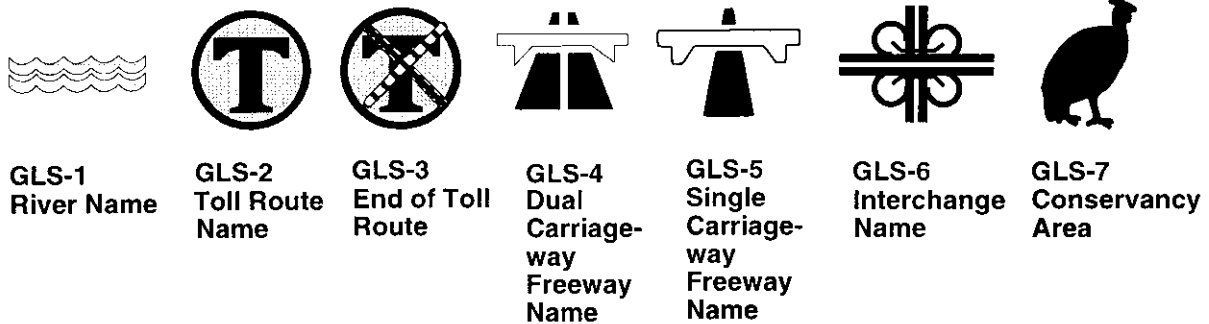 T
T
GLS-1
River Name
GLS-2
Toll Route
Name
GLS-3
End of Toll
Route
GLS-4
Dual
Carriage-
way
Freeway
Name
GLS-5
Single
Carriage-
way
Freeway
Name
GLS-6
Interchange
Name
GLS-7
Conservancy
Area